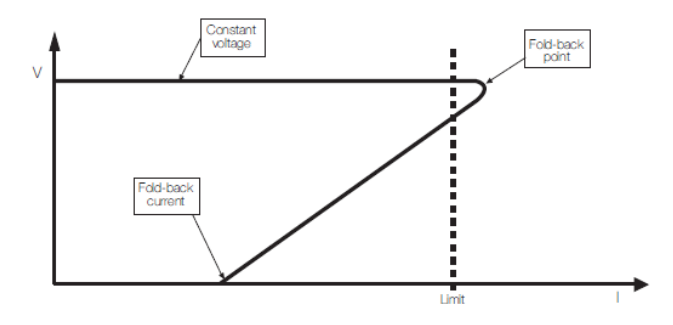 Constant
voltage
Fold-back
point
V
Fold-back
current
Limit
I